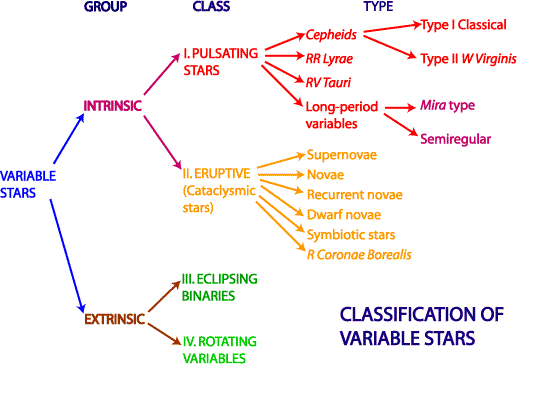 GROUP CLASS TYPE
Type I Classical
Cepheids
I. PULSATING
STARS
RR Lyrae
Type II W Virginis
RV Tauri
INTRINSIC
Long-period
variables
Mira type
Semiregular
Supernovae
VARIABLE
STARS
II. ERUPTIVE
(Cataclysmic
stars)
Novae
Recurrent novae
Dwarf novae
Symbiotic stars
R Coronae Borealis
III. ECLIPSING
BINARIES
EXTRINSIC
IV. ROTATING
VARIABLES
CLASSIFICATION OF
VARIABLE STARS